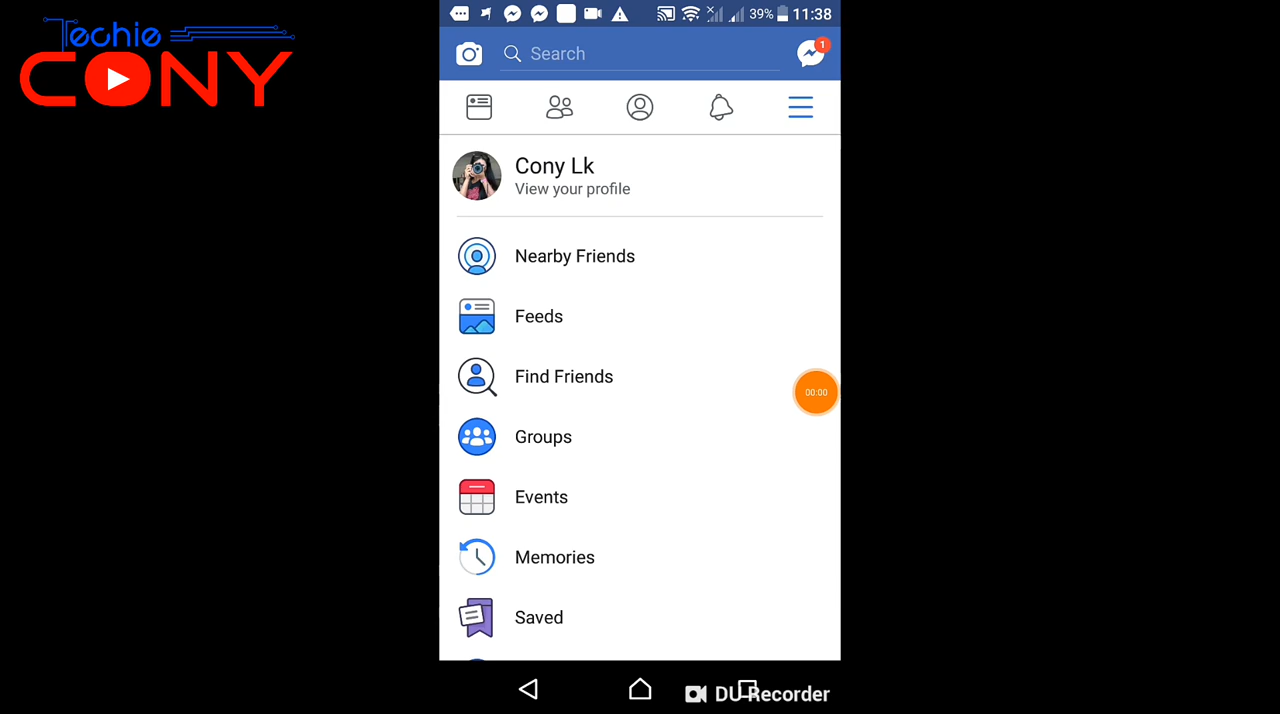 Techie
CONY
39% 11:38
Search
1
Cony Lk
View your profile
Nearby Friends
Feeds
Find Friends
00:00
Groups
Events
Memories
Saved
DU Recorder